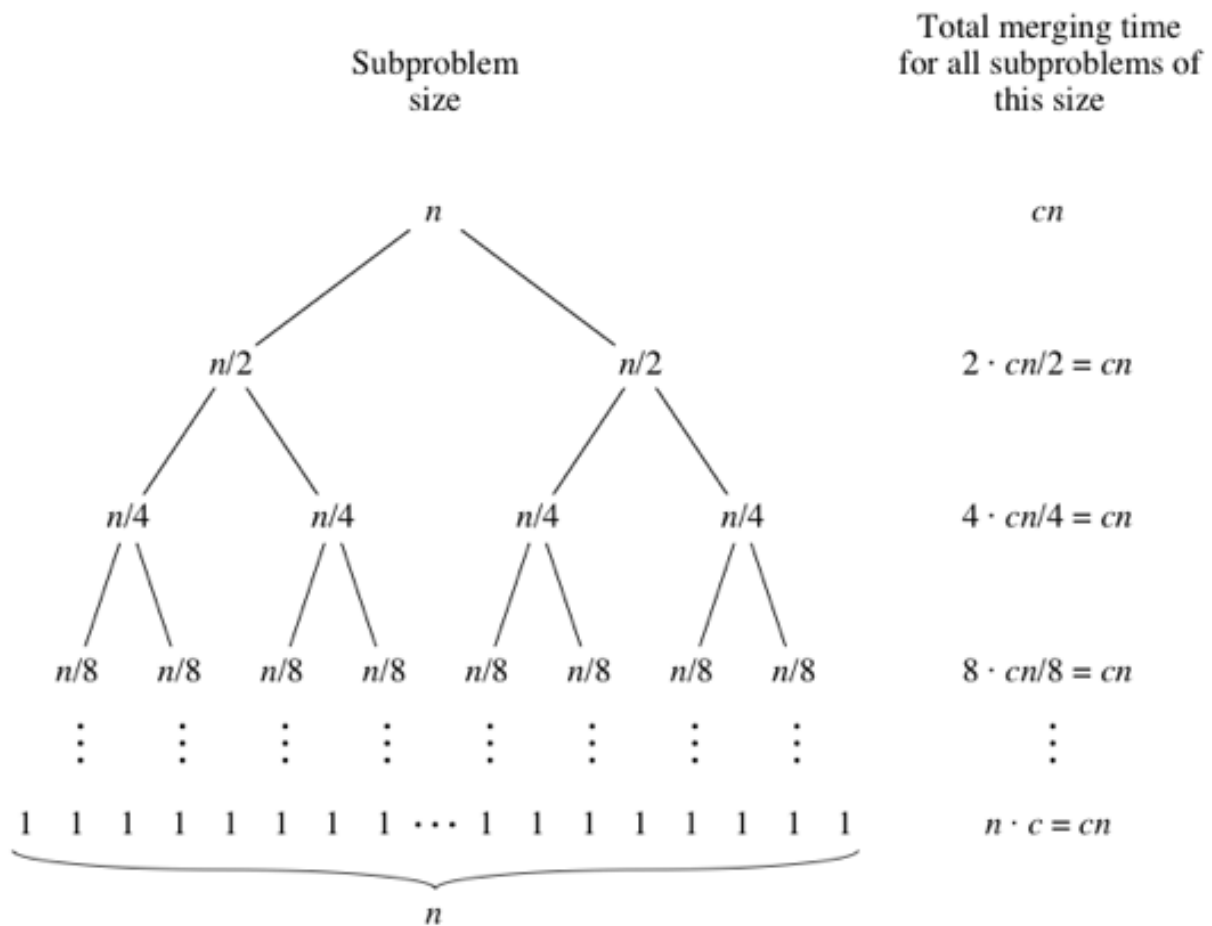 Subproblem
size
Total merging time
for all subproblems of
this size
n
cn
n/2 n/2
2 · cn/2 = cn
n/4 n/4 n/4 n/4
4 · cn/4 = cn
n/8 n/8 n/8 n/8 n/8 n/8 n/8 n/8
8 · cn/8 = cn
1 1 1 1 1 1 1 1 ··· 1 1 1 1 1 1 1 1
n · c = cn
n